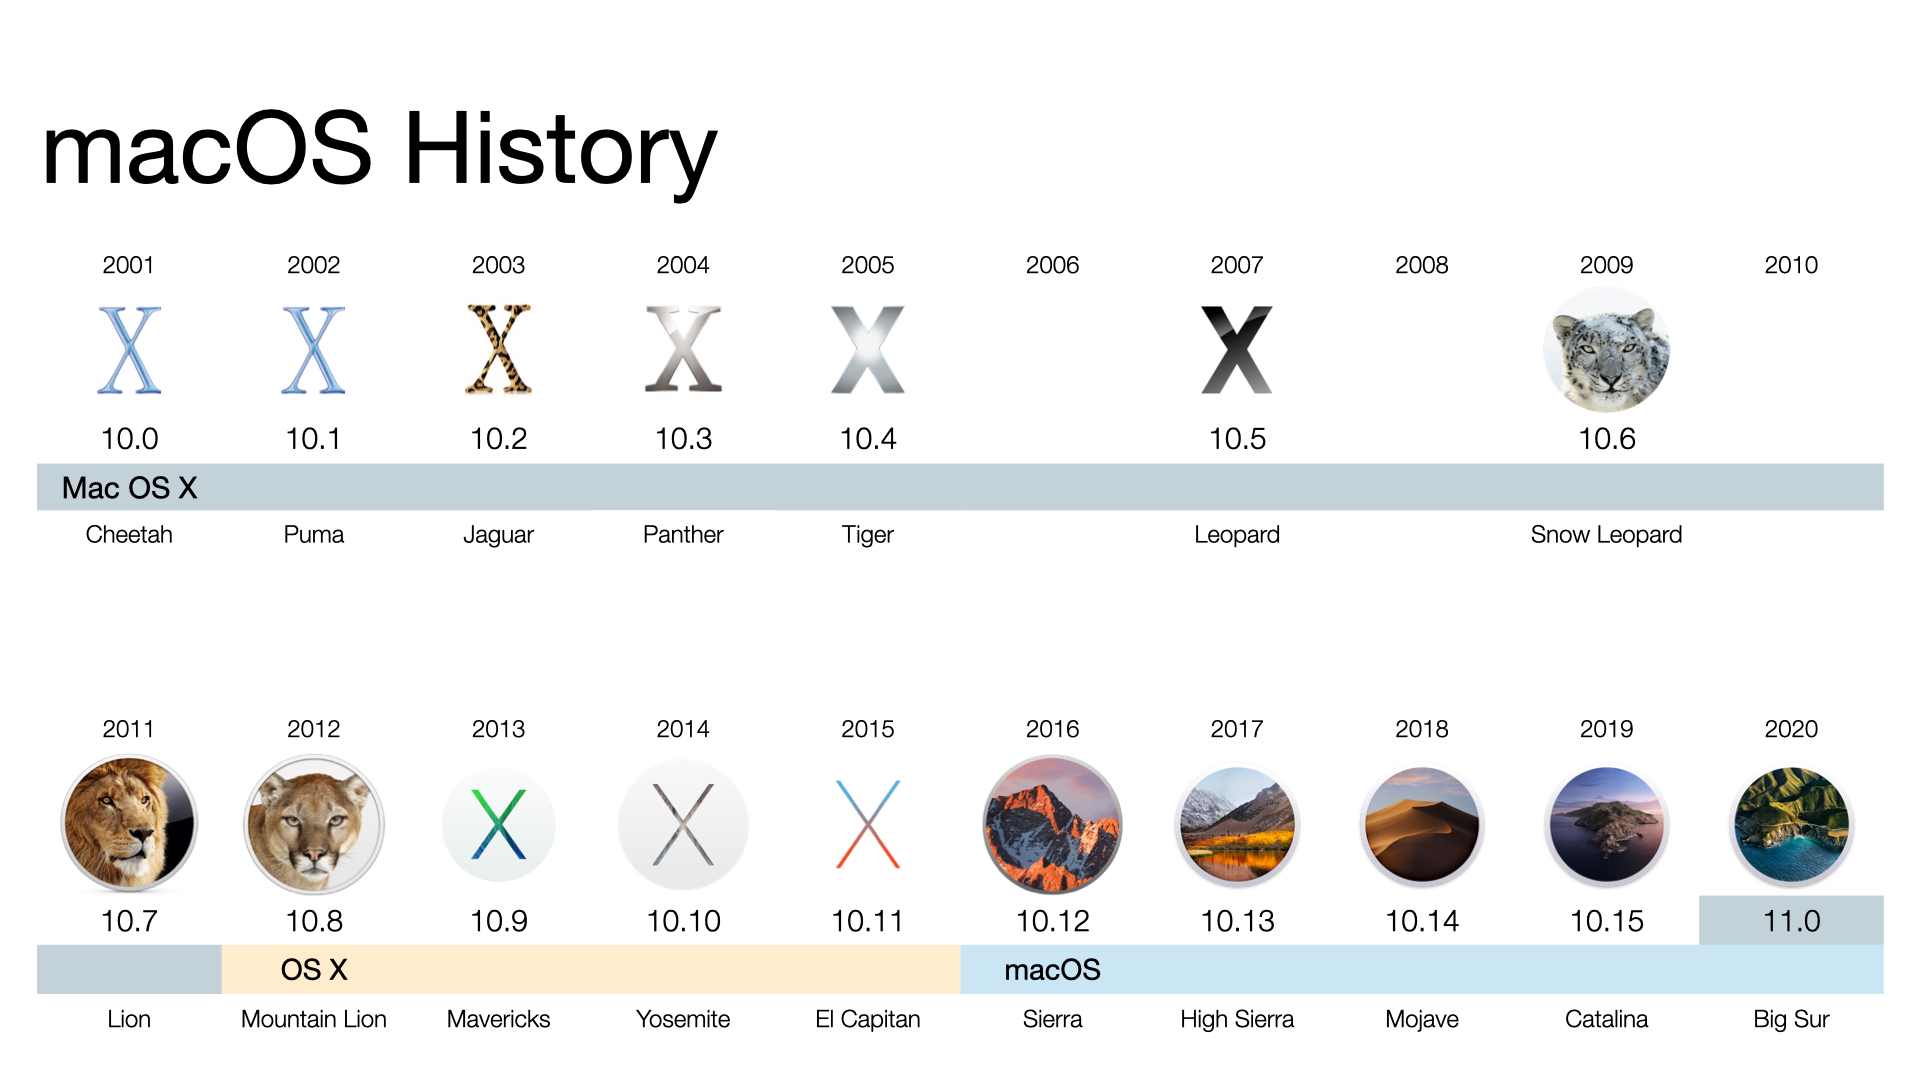 macOS History
2001 2002 2003 2004 2005 2006 2007 2008 2009 2010
X X X X X X
10.0 10.1 10.2 10.3 10.4 10.5 10.6
Mac OS X
Cheetah Puma Jaguar Panther Tiger Leopard Snow Leopard
2011 2012 2013 2014 2015 2016 2017 2018 2019 2020
X X X
10.7 10.8 10.9 10.10 10.11 10.12 10.13 10.14 10.15 11.0
OS X macOS
Lion Mountain Lion Mavericks Yosemite El Capitan Sierra High Sierra Mojave Catalina Big Sur